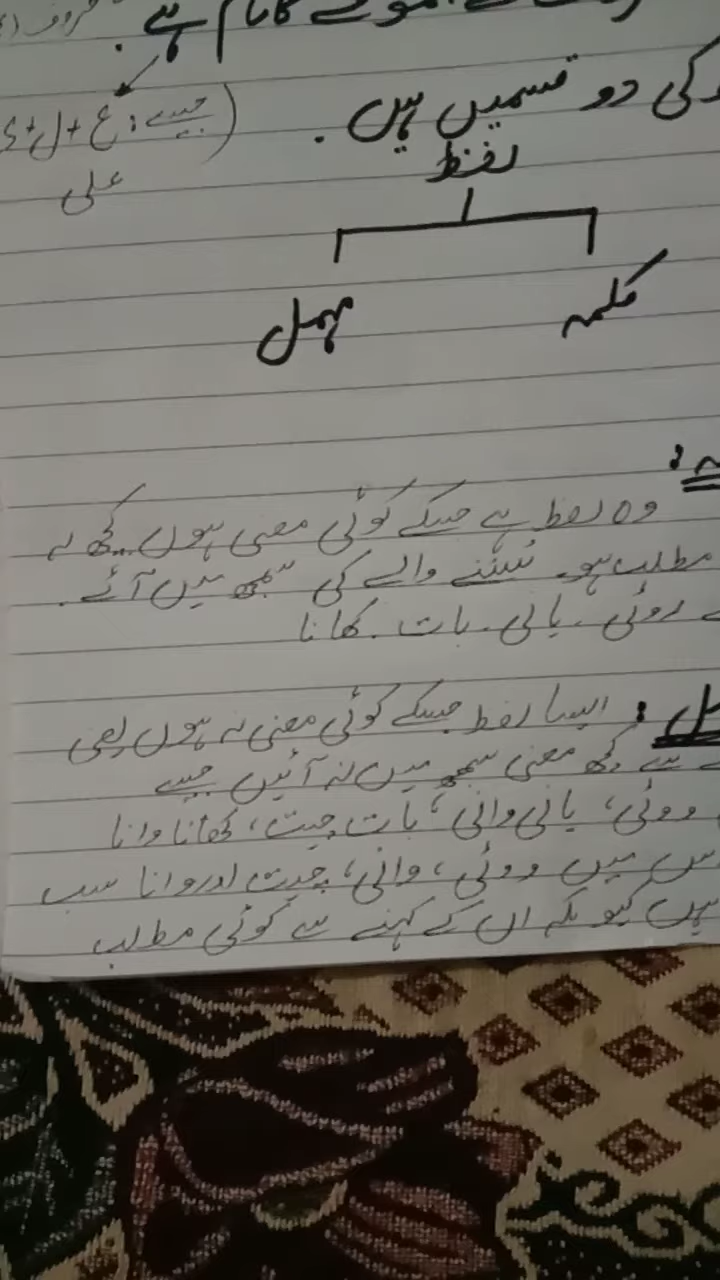 کا نام ہے۔
(جیسے: ع+ل+ی
علی
کی دو قسمیں ہیں۔
لفظ
کلمہ مہمل
وہ لفظ ہے جسکے کوئی معنی ہوں۔ کچھ نہ
مطلب ہو۔ سننے والے کی سمجھ میں آئے۔
روٹی۔ پانی۔ بات۔ کھانا
ایسا لفظ جسکے کوئی معنی نہ ہوں یعنی
سے کچھ معنی سمجھ میں نہ آئیں جیسے
ووٹی، پانی وانی، بات چیت، کھانا وانا
میں ووٹی، وانی، چیت اور وانا سب
ہیں کیونکہ ان کے کہنے سے کوئی مطلب